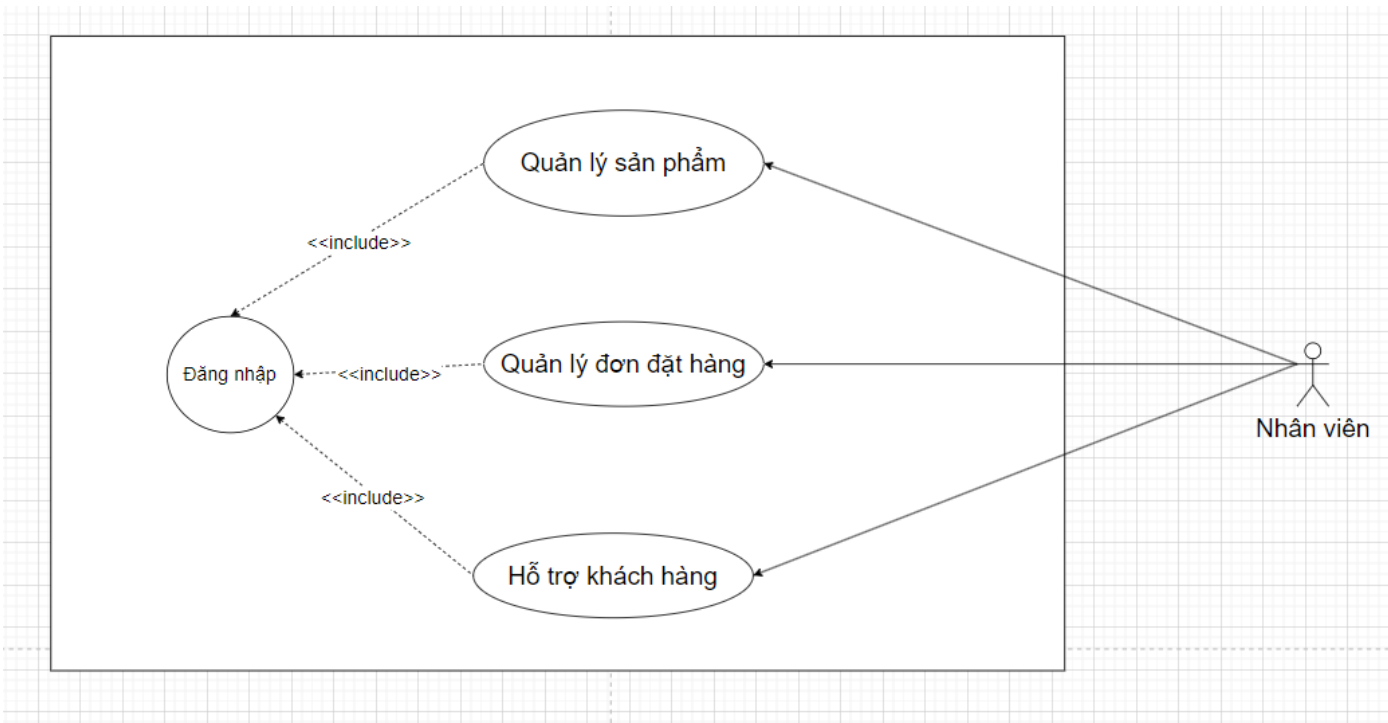 Quản lý sản phẩm
<<include>>
Đăng nhập
<<include>>
Quản lý đơn đặt hàng
Nhân viên
<<include>>
Hỗ trợ khách hàng